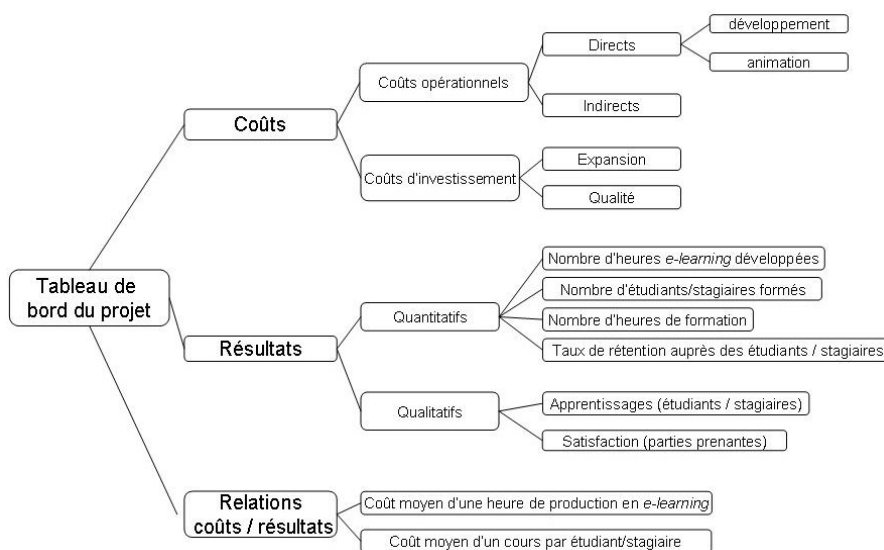 Tableau de
bord du projet
Coûts
Coûts opérationnels
Directs
développement
animation
Indirects
Coûts d'investissement
Expansion
Qualité
Résultats
Quantitatifs
Nombre d'heures e-learning développées
Nombre d'étudiants/stagiaires formés
Nombre d'heures de formation
Taux de rétention auprès des étudiants / stagiaires
Qualitatifs
Apprentissages (étudiants / stagiaires)
Satisfaction (parties prenantes)
Relations
coûts / résultats
Coût moyen d'une heure de production en e-learning
Coût moyen d'un cours par étudiant/stagiaire